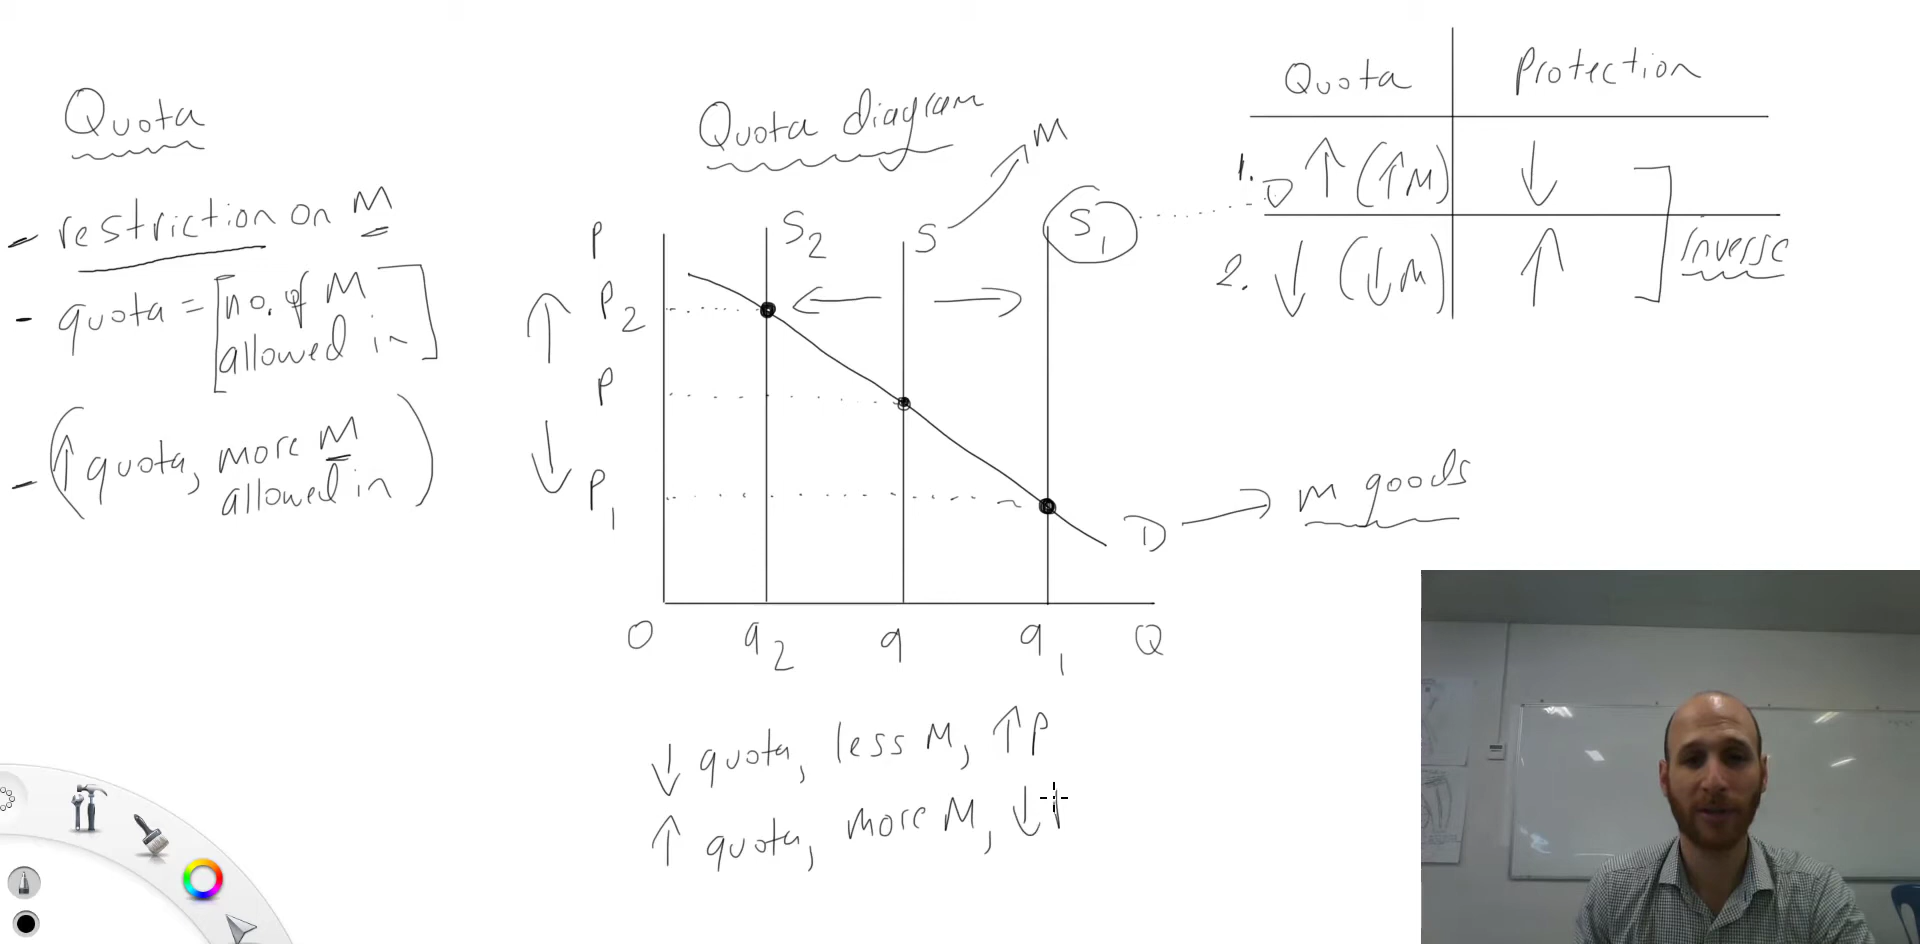 Quota
- restriction on M
- quota = [no. of M
allowed in]
- (↑ quota, more M
allowed in)
Quota diagram
M
S2
S
S1
P
P2
P
P1
D → m goods
O
q2
q
q1
Q
↓ quota, less M, ↑P
↑ quota, more M, ↓
Quota | Protection
1. ↑ (↑M) | ↓
2. ↓ (↓M) | ↑
inverse